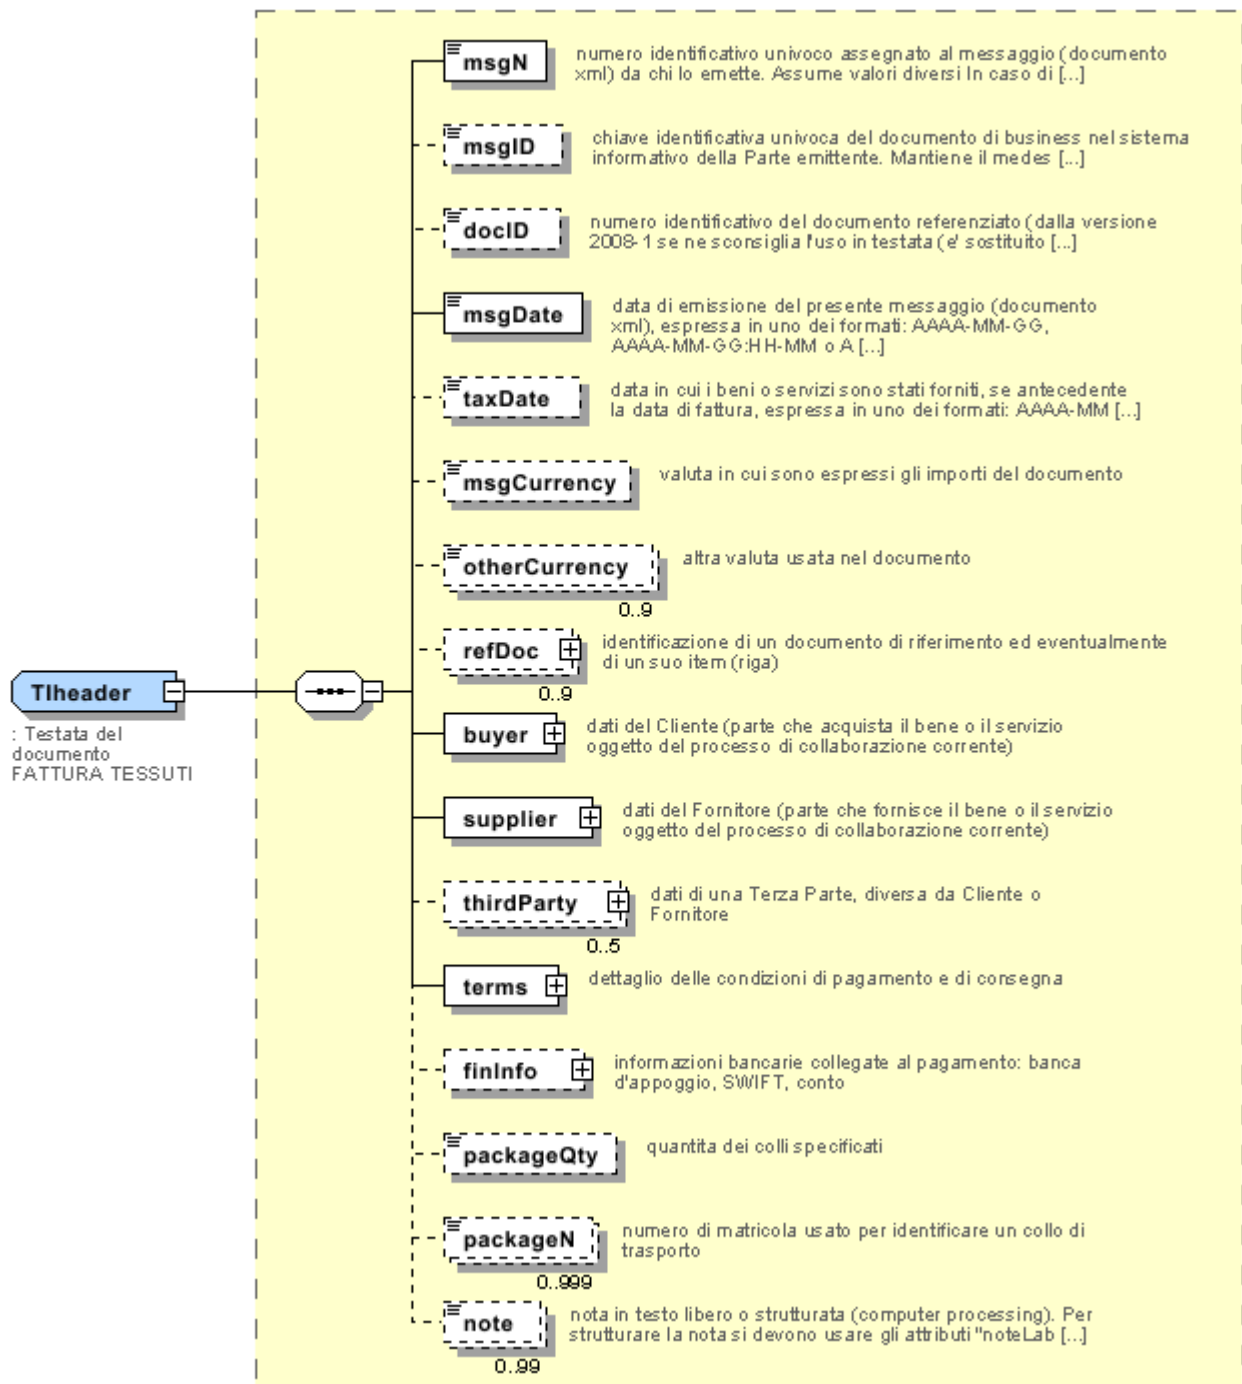 msgN
numero identificativo univoco assegnato al messaggio (documento
xml) da chi lo emette. Assume valori diversi In caso di [...]
msgID
chiave identificativa univoca del documento di business nel sistema
informativo della Parte emittente. Mantiene il medes [...]
docID
numero identificativo del documento referenziato (dalla versione
2008-1 se ne sconsiglia l'uso in testata (e' sostituito [...]
msgDate
data di emissione del presente messaggio (documento
xml), espressa in uno dei formati: AAAA-MM-GG,
AAAA-MM-GG:HH-MM o A [...]
taxDate
data in cui i beni o servizi sono stati forniti, se antecedente
la data di fattura, espressa in uno dei formati: AAAA-MM [...]
msgCurrency
valuta in cui sono espressi gli importi del documento
otherCurrency
altra valuta usata nel documento
0..9
refDoc
identificazione di un documento di riferimento ed eventualmente
di un suo item (riga)
0..9
TIheader
: Testata del
documento
FATTURA TESSUTI
buyer
dati del Cliente (parte che acquista il bene o il servizio
oggetto del processo di collaborazione corrente)
supplier
dati del Fornitore (parte che fornisce il bene o il servizio
oggetto del processo di collaborazione corrente)
thirdParty
dati di una Terza Parte, diversa da Cliente o
Fornitore
0..5
terms
dettaglio delle condizioni di pagamento e di consegna
finInfo
informazioni bancarie collegate al pagamento: banca
d'appoggio, SWIFT, conto
packageQty
quantita dei colli specificati
packageN
numero di matricola usato per identificare un collo di
trasporto
0..999
note
nota in testo libero o strutturata (computer processing). Per
strutturare la nota si devono usare gli attributi "noteLab [...]
0..99